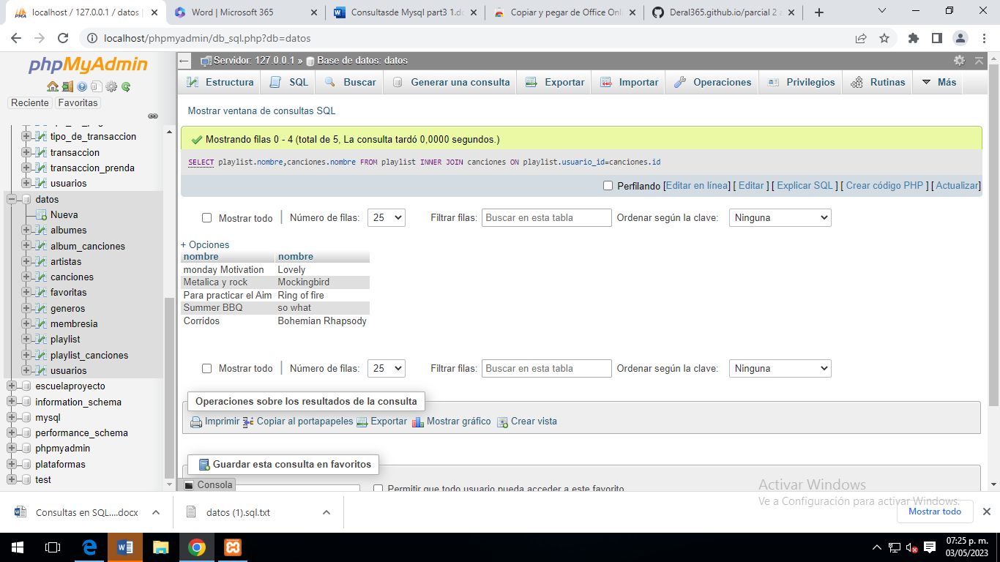 localhost / 127.0.0.1 / datos |
Word | Microsoft 365
Consultasde Mysql part3 1.do
Copiar y pegar de Office Onl
Deral365.github.io/parcial 2 a
localhost/phpmyadmin/db_sql.php?db=datos
phpMyAdmin
Reciente Favoritas
tipo_de_transaccion
transaccion
transaccion_prenda
usuarios
datos
Nueva
albumes
album_canciones
artistas
canciones
favoritas
generos
membresia
playlist
playlist_canciones
usuarios
escuelaproyecto
information_schema
mysql
performance_schema
phpmyadmin
plataformas
test
Servidor: 127.0.0.1 » Base de datos: datos
Estructura SQL Buscar Generar una consulta Exportar Importar Operaciones Privilegios Rutinas Más
Mostrar ventana de consultas SQL
Mostrando filas 0 - 4 (total de 5, La consulta tardó 0,0000 segundos.)
SELECT playlist.nombre,canciones.nombre FROM playlist INNER JOIN canciones ON playlist.usuario_id=canciones.id
Perfilando [Editar en línea] [ Editar ] [ Explicar SQL ] [ Crear código PHP ] [ Actualizar]
Mostrar todo | Número de filas: 25 Filtrar filas: Buscar en esta tabla Ordenar según la clave: Ninguna
+ Opciones
nombre nombre
monday Motivation Lovely
Metalica y rock Mockingbird
Para practicar el Aim Ring of fire
Summer BBQ so what
Corridos Bohemian Rhapsody
Mostrar todo | Número de filas: 25 Filtrar filas: Buscar en esta tabla Ordenar según la clave: Ninguna
Operaciones sobre los resultados de la consulta
Imprimir Copiar al portapapeles Exportar Mostrar gráfico Crear vista
Guardar esta consulta en favoritos
Consola
Permitir que todo usuario pueda acceder a este favorito
Activar Windows
Ve a Configuración para activar Windows.
Consultas en SQL....docx
datos (1).sql.txt
Mostrar todo
07:25 p. m.
03/05/2023